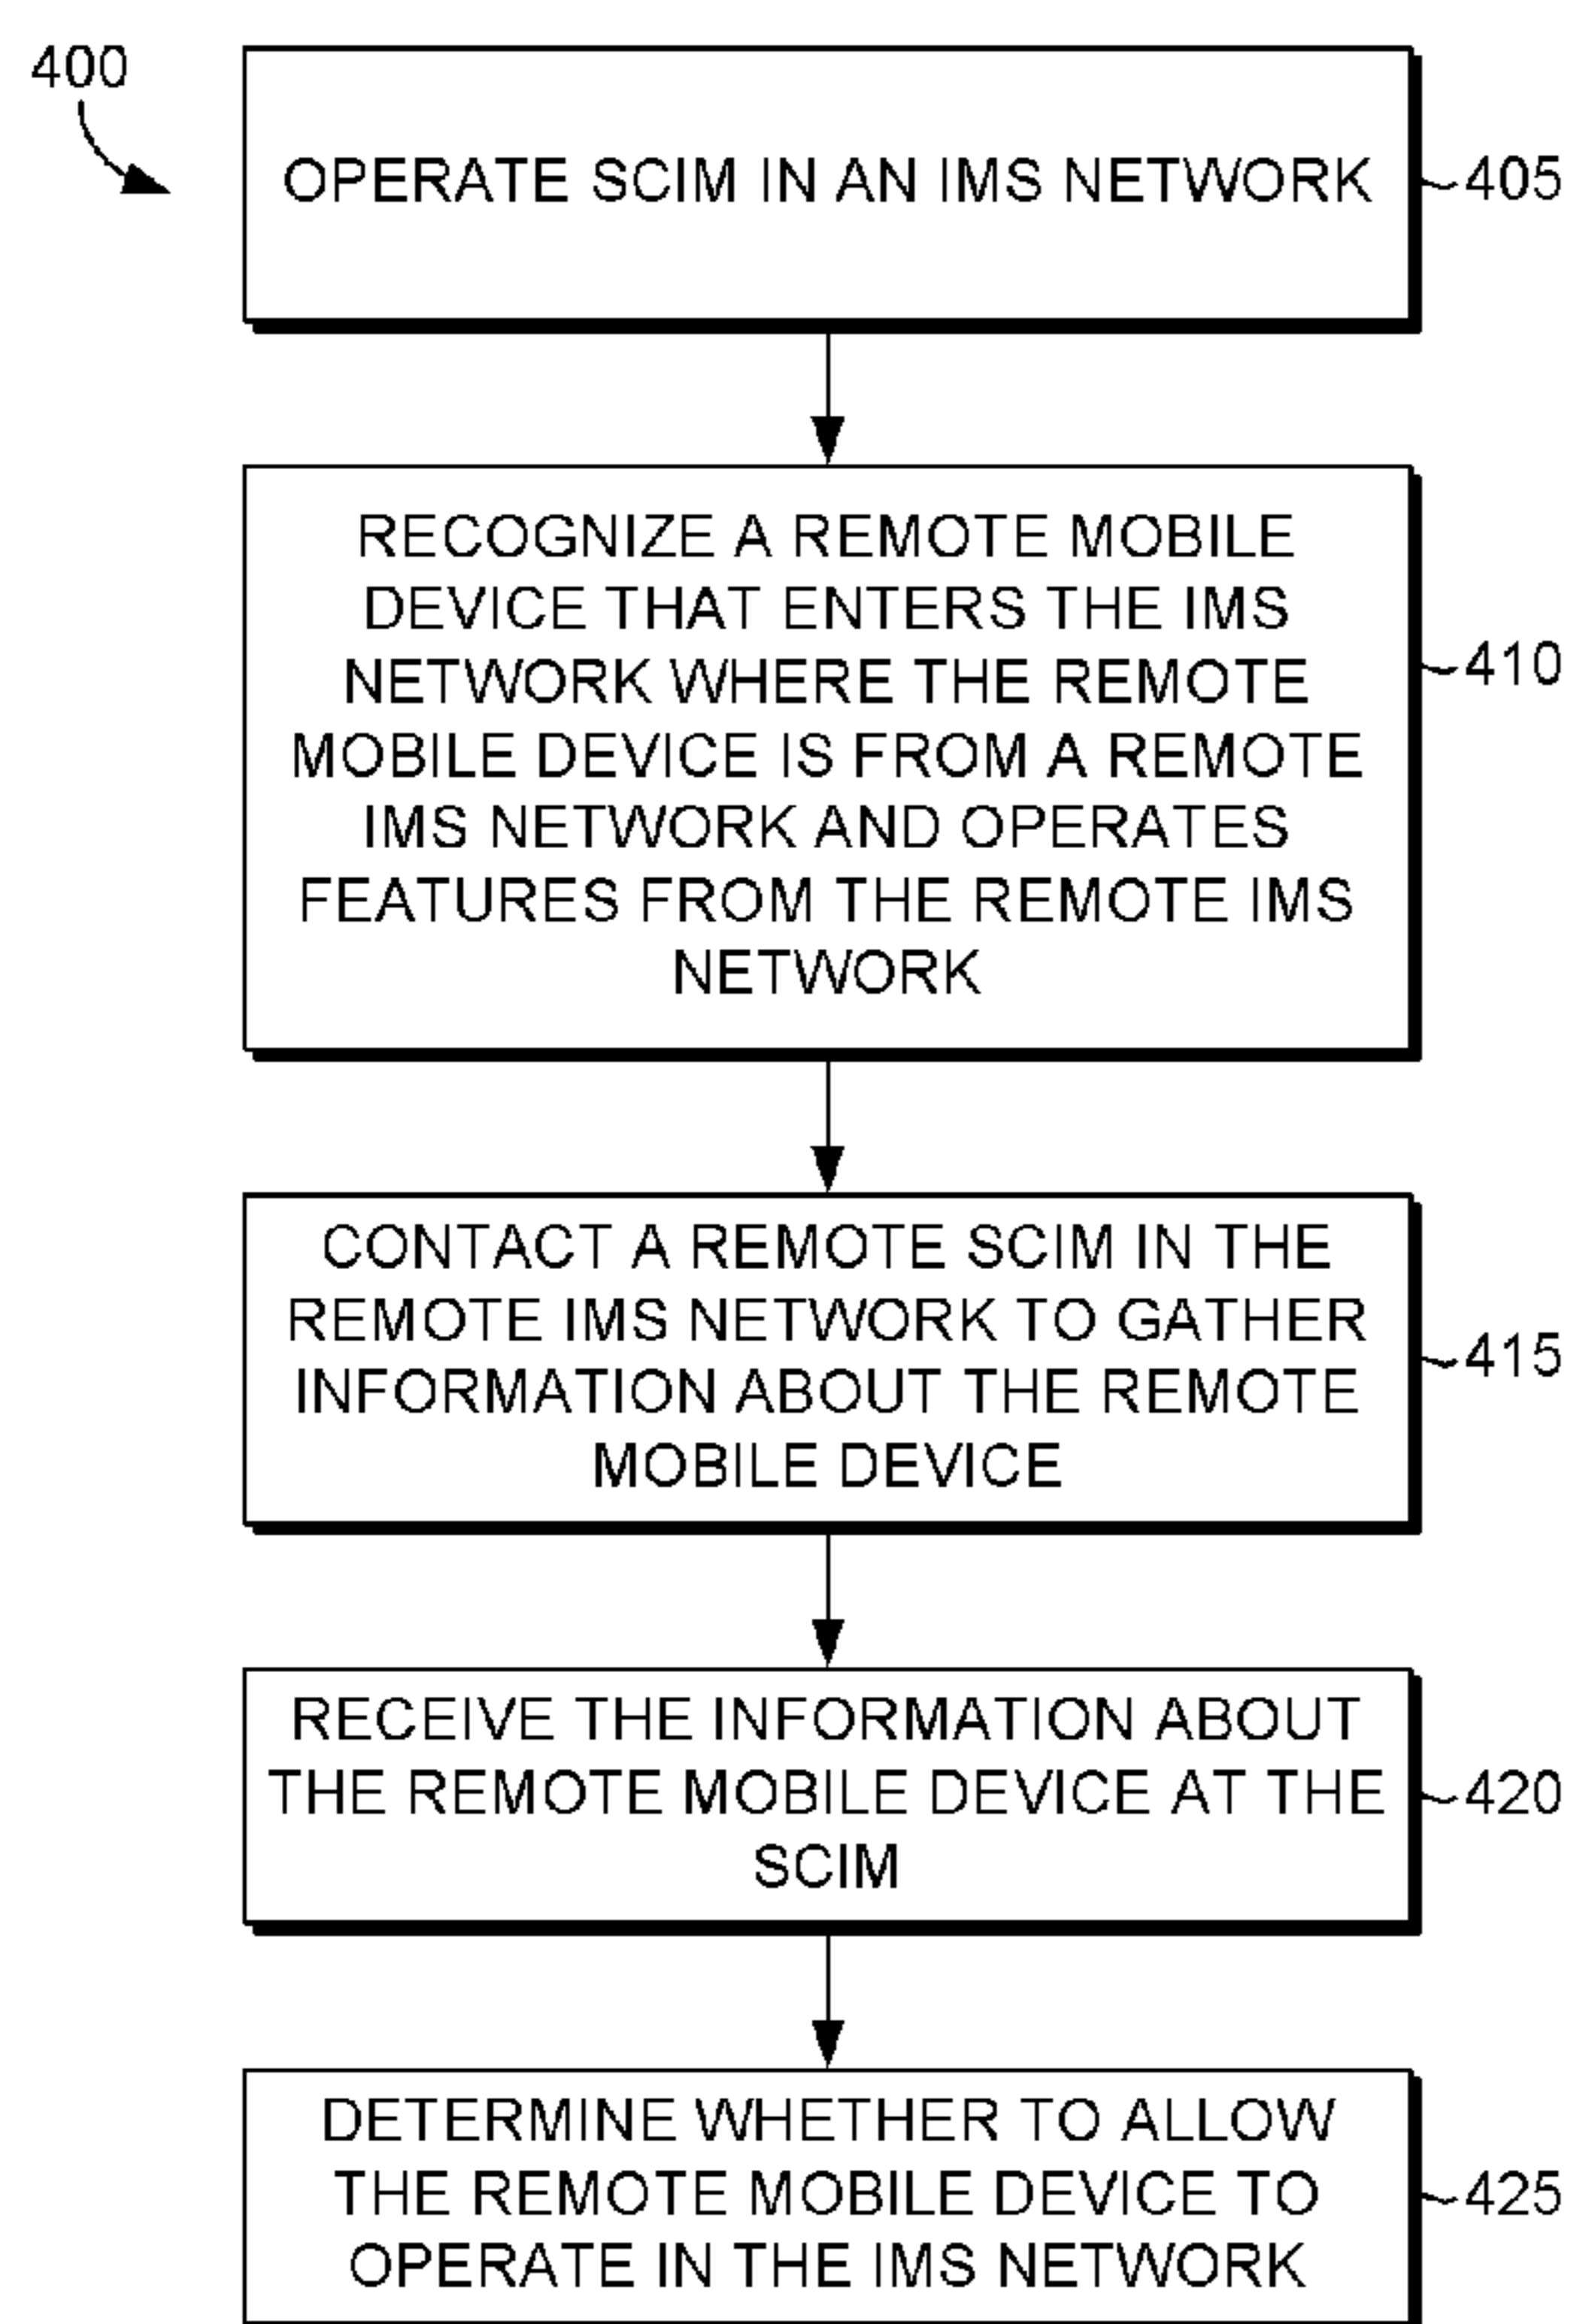 400
OPERATE SCIM IN AN IMS NETWORK
405
RECOGNIZE A REMOTE MOBILE
DEVICE THAT ENTERS THE IMS
NETWORK WHERE THE REMOTE
MOBILE DEVICE IS FROM A REMOTE
IMS NETWORK AND OPERATES
FEATURES FROM THE REMOTE IMS
NETWORK
410
CONTACT A REMOTE SCIM IN THE
REMOTE IMS NETWORK TO GATHER
INFORMATION ABOUT THE REMOTE
MOBILE DEVICE
415
RECEIVE THE INFORMATION ABOUT
THE REMOTE MOBILE DEVICE AT THE
SCIM
420
DETERMINE WHETHER TO ALLOW
THE REMOTE MOBILE DEVICE TO
OPERATE IN THE IMS NETWORK
425